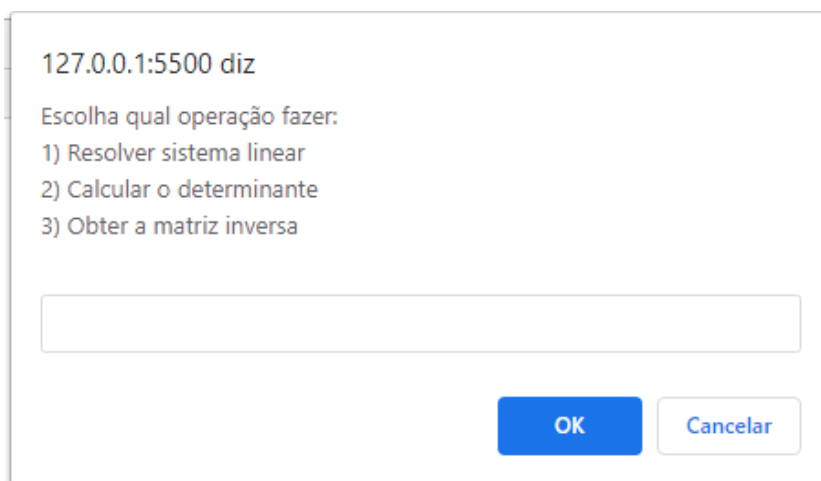 127.0.0.1:5500 diz
Escolha qual operação fazer:
1) Resolver sistema linear
2) Calcular o determinante
3) Obter a matriz inversa
OK
Cancelar